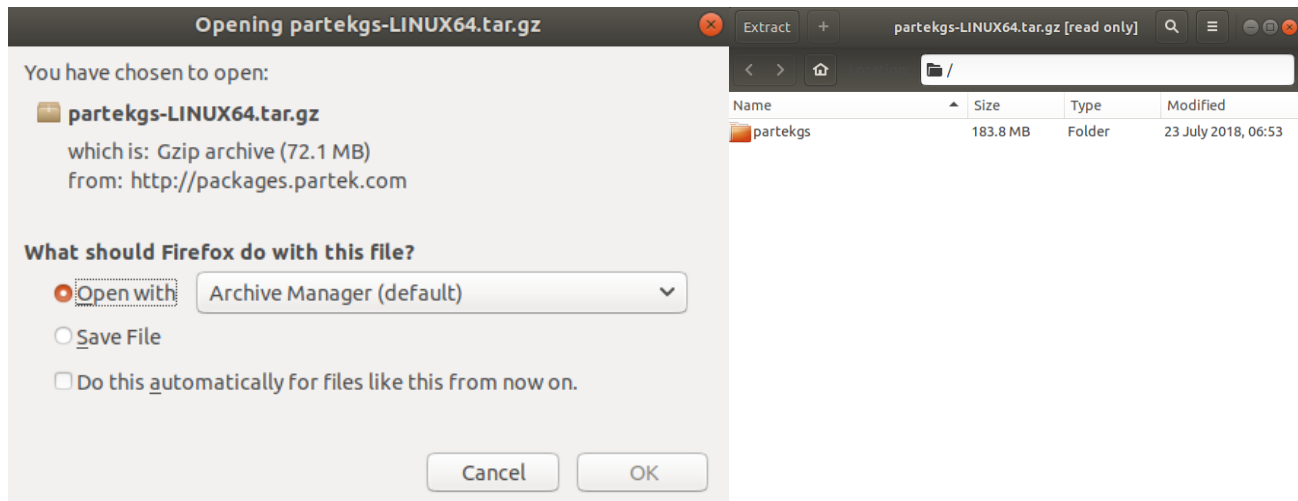 Opening partekgs-LINUX64.tar.gz
You have chosen to open:
partekgs-LINUX64.tar.gz
which is: Gzip archive (72.1 MB)
from: http://packages.partek.com
What should Firefox do with this file?
Open with Archive Manager (default)
Save File
Do this automatically for files like this from now on.
Cancel OK
Extract + partekgs-LINUX64.tar.gz [read only]
/
Name Size Type Modified
partekgs 183.8 MB Folder 23 July 2018, 06:53